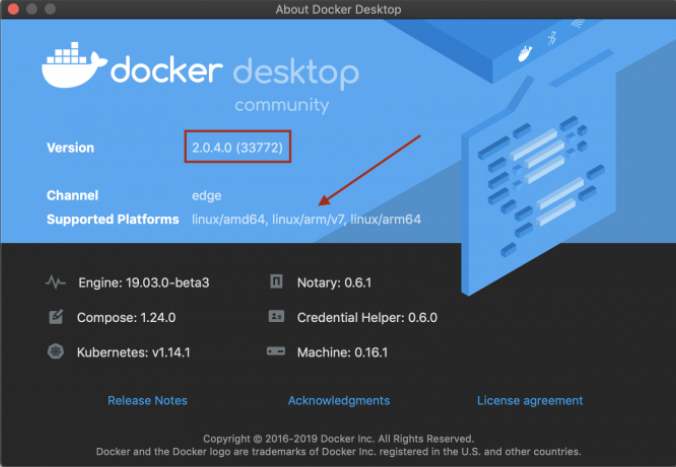 About Docker Desktop
docker desktop
community
Version 2.0.4.0 (33772)
Channel edge
Supported Platforms linux/amd64, linux/arm/v7, linux/arm64
Engine: 19.03.0-beta3 Notary: 0.6.1
Compose: 1.24.0 Credential Helper: 0.6.0
Kubernetes: v1.14.1 Machine: 0.16.1
Release Notes Acknowledgments License agreement
Copyright © 2016-2019 Docker Inc. All Rights Reserved.
Docker and the Docker logo are trademarks of Docker Inc. registered in the U.S. and other countries.